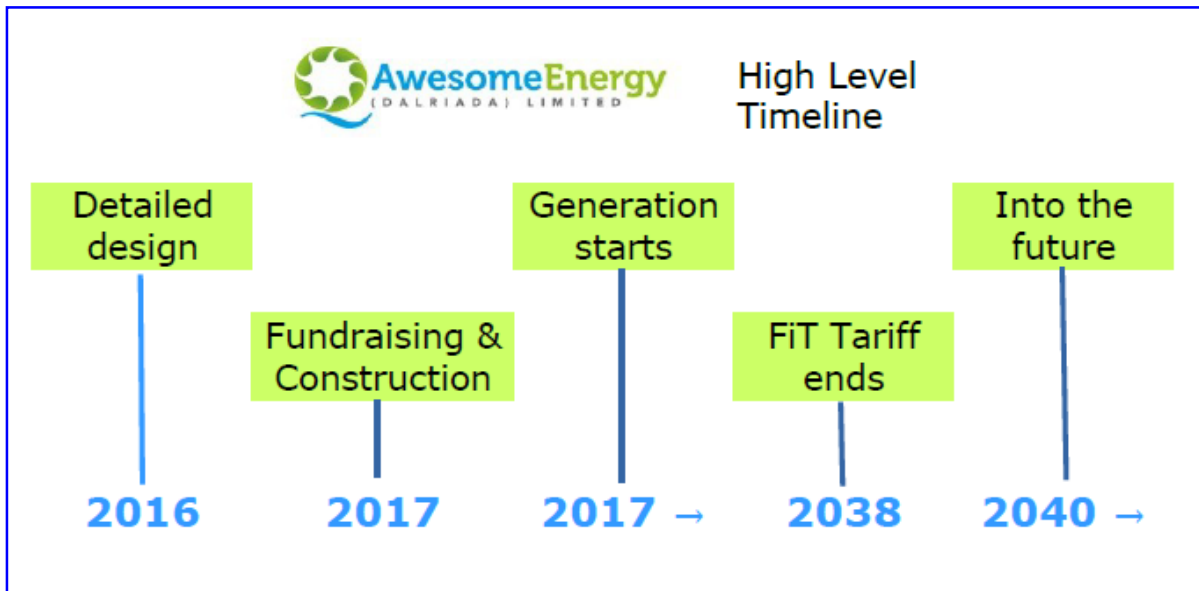 AwesomeEnergy
(DALRIADA) LIMITED
High Level
Timeline
Detailed
design
Fundraising &
Construction
Generation
starts
FiT Tariff
ends
Into the
future
2016
2017
2017 →
2038
2040 →